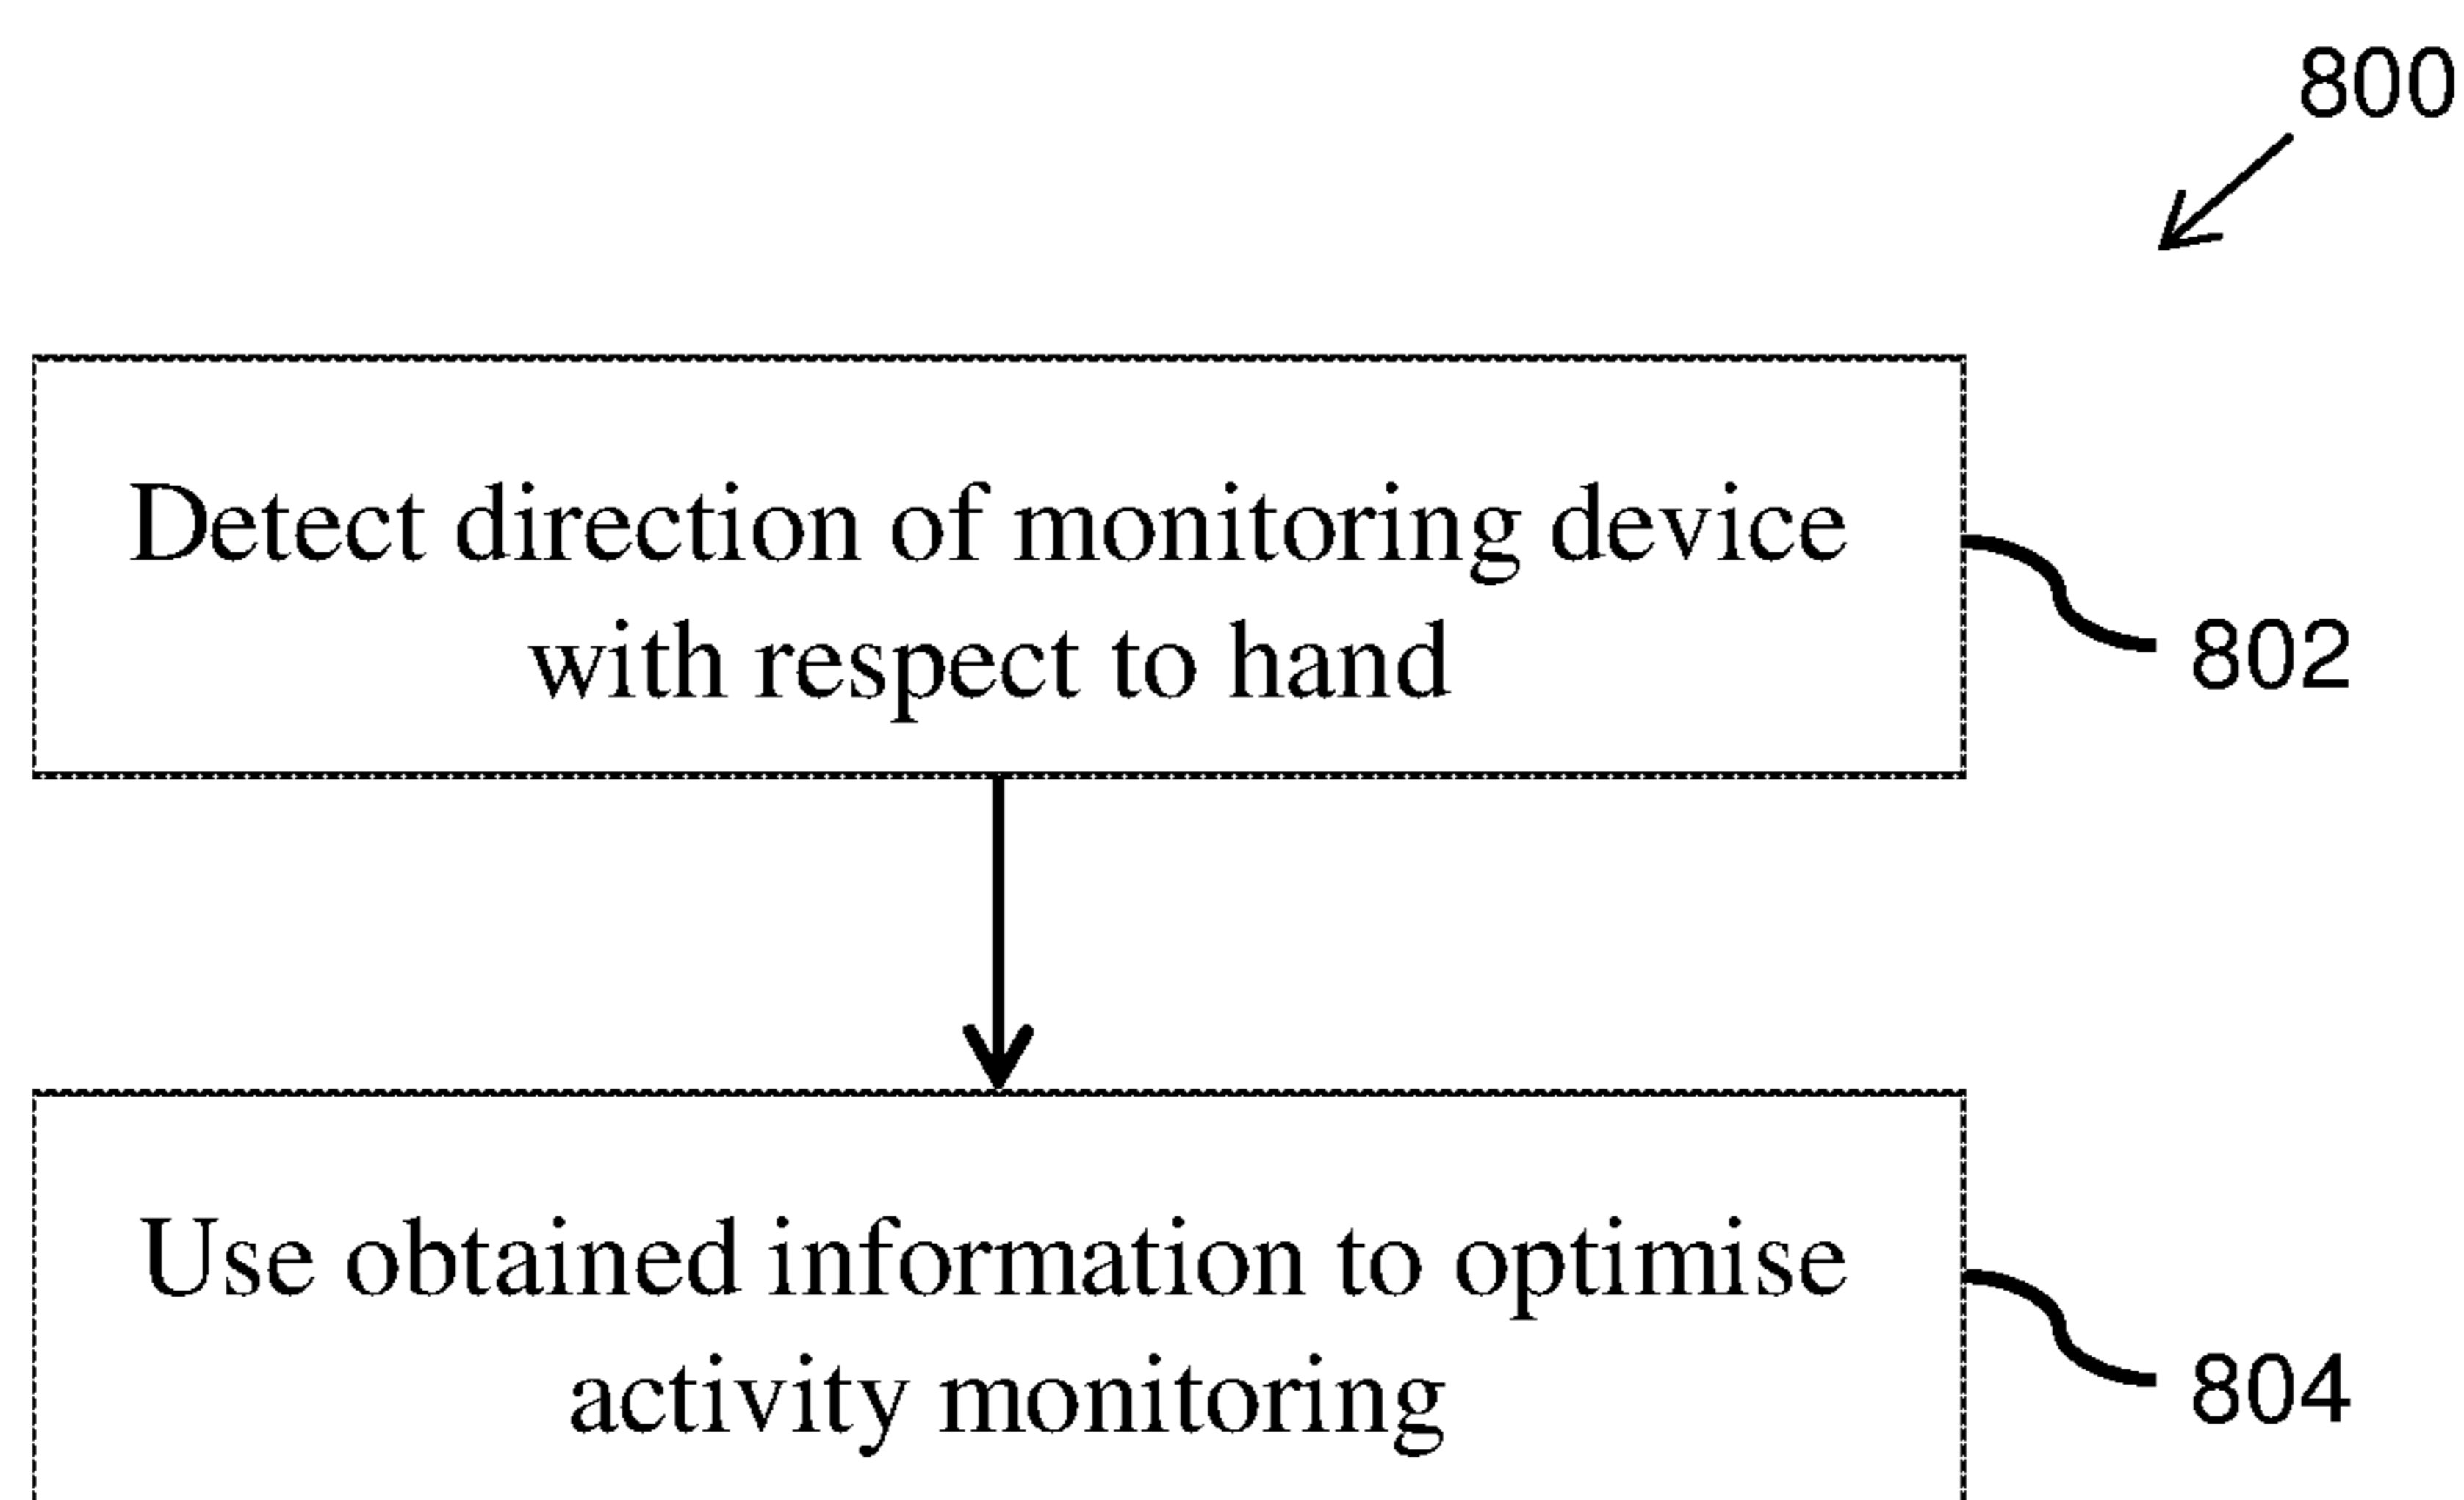 800
Detect direction of monitoring device
with respect to hand
802
Use obtained information to optimise
activity monitoring
804